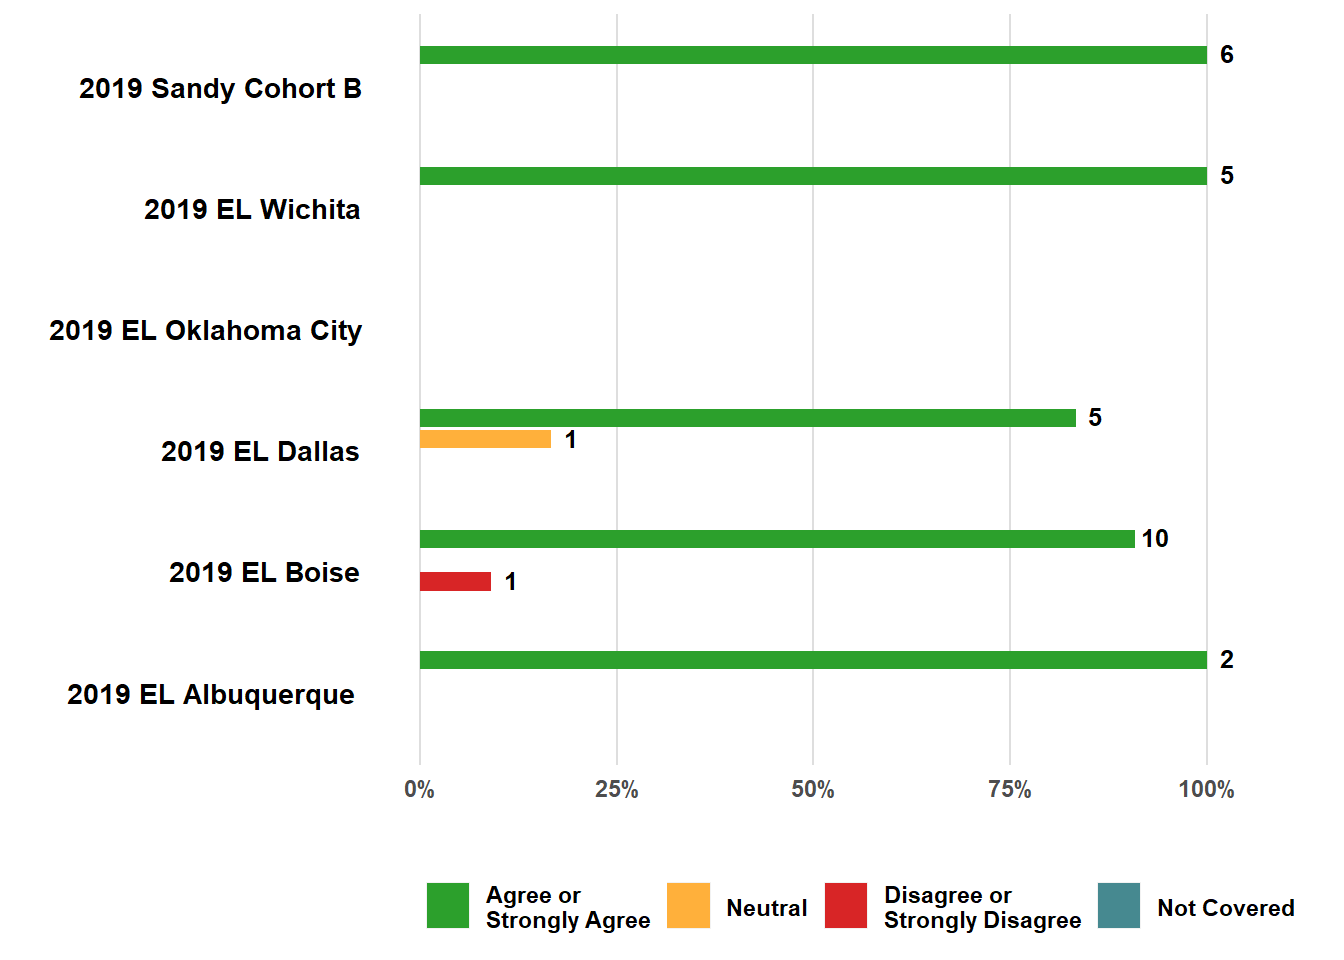 6
2019 Sandy Cohort B
5
2019 EL Wichita
2019 EL Oklahoma City
5
1
2019 EL Dallas
10
2019 EL Boise
1
2
2019 EL Albuquerque
0% 25% 50% 75% 100%
Agree or
Strongly Agree
Neutral
Disagree or
Strongly Disagree
Not Covered